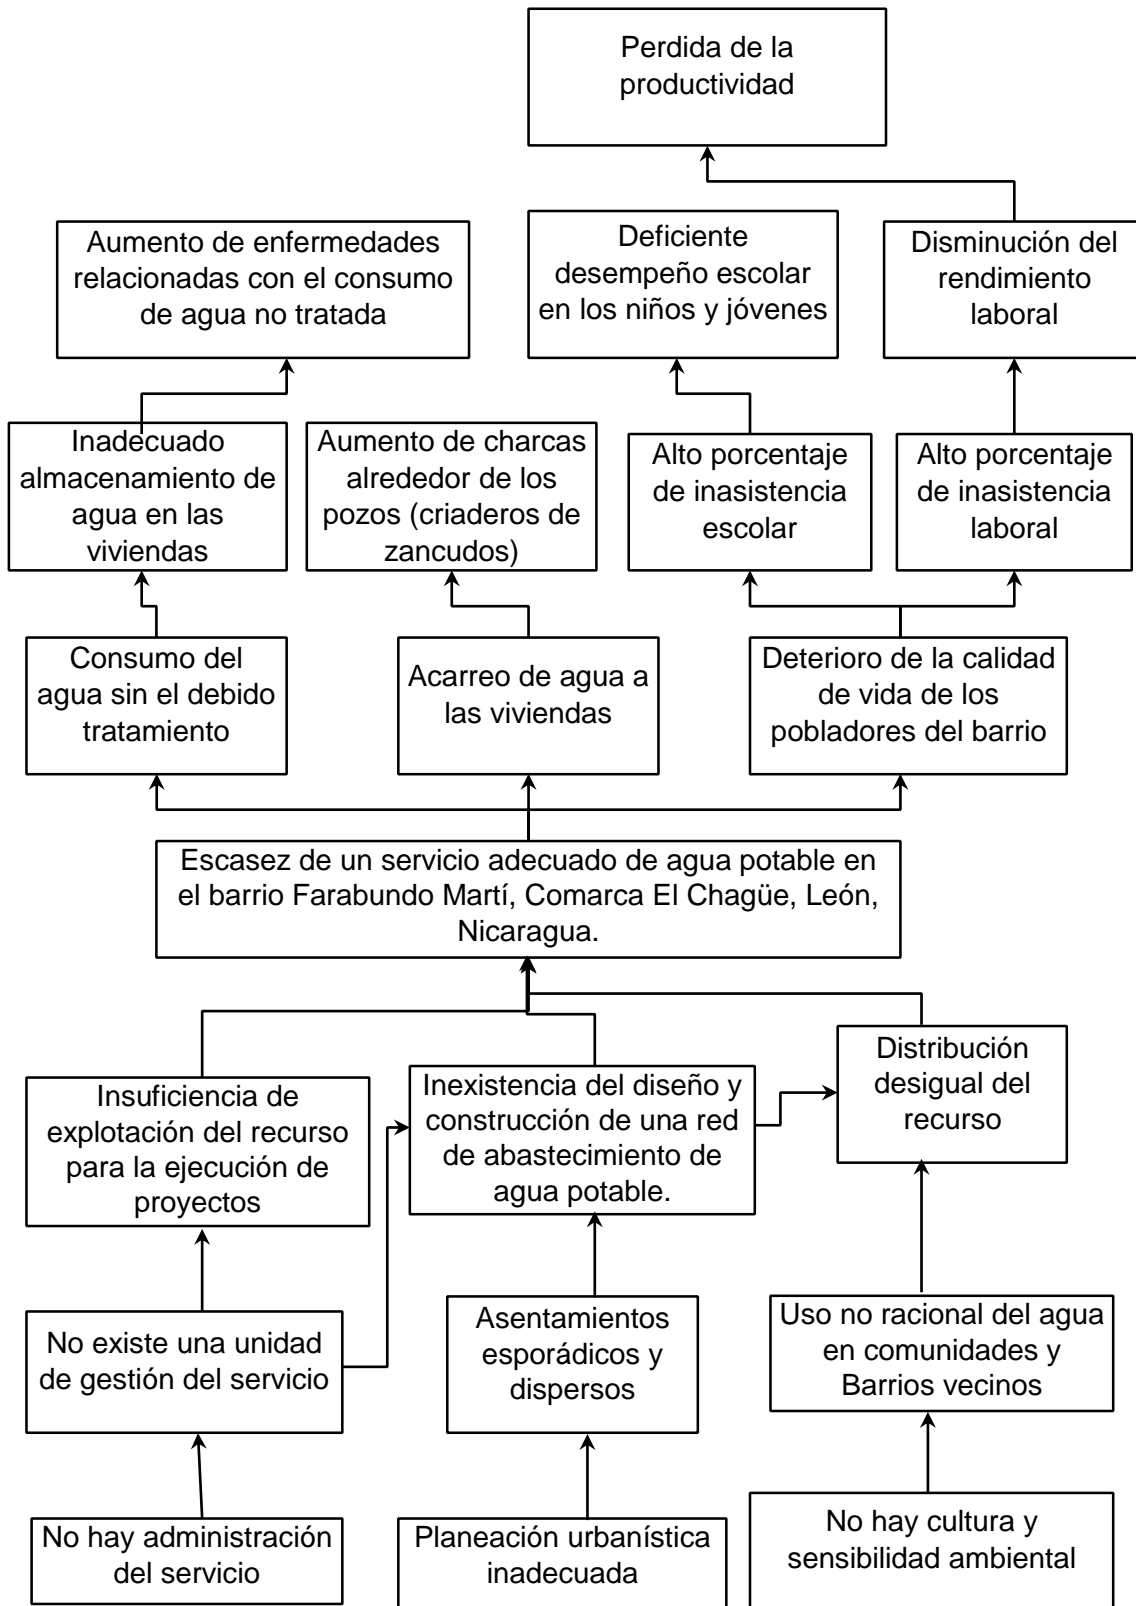 Perdida de la
productividad
Aumento de enfermedades
relacionadas con el consumo
de agua no tratada
Deficiente
desempeño escolar
en los niños y jóvenes
Disminución del
rendimiento
laboral
Inadecuado
almacenamiento de
agua en las
viviendas
Aumento de charcas
alrededor de los
pozos (criaderos de
zancudos)
Alto porcentaje
de inasistencia
escolar
Alto porcentaje
de inasistencia
laboral
Consumo del
agua sin el debido
tratamiento
Acarreo de agua a
las viviendas
Deterioro de la calidad
de vida de los
pobladores del barrio
Escasez de un servicio adecuado de agua potable en
el barrio Farabundo Martí, Comarca El Chagüe, León,
Nicaragua.
Insuficiencia de
explotación del recurso
para la ejecución de
proyectos
Inexistencia del diseño y
construcción de una red
de abastecimiento de
agua potable.
Distribución
desigual del
recurso
No existe una unidad
de gestión del servicio
Asentamientos
esporádicos y
dispersos
Uso no racional del agua
en comunidades y
Barrios vecinos
No hay administración
del servicio
Planeación urbanística
inadecuada
No hay cultura y
sensibilidad ambiental